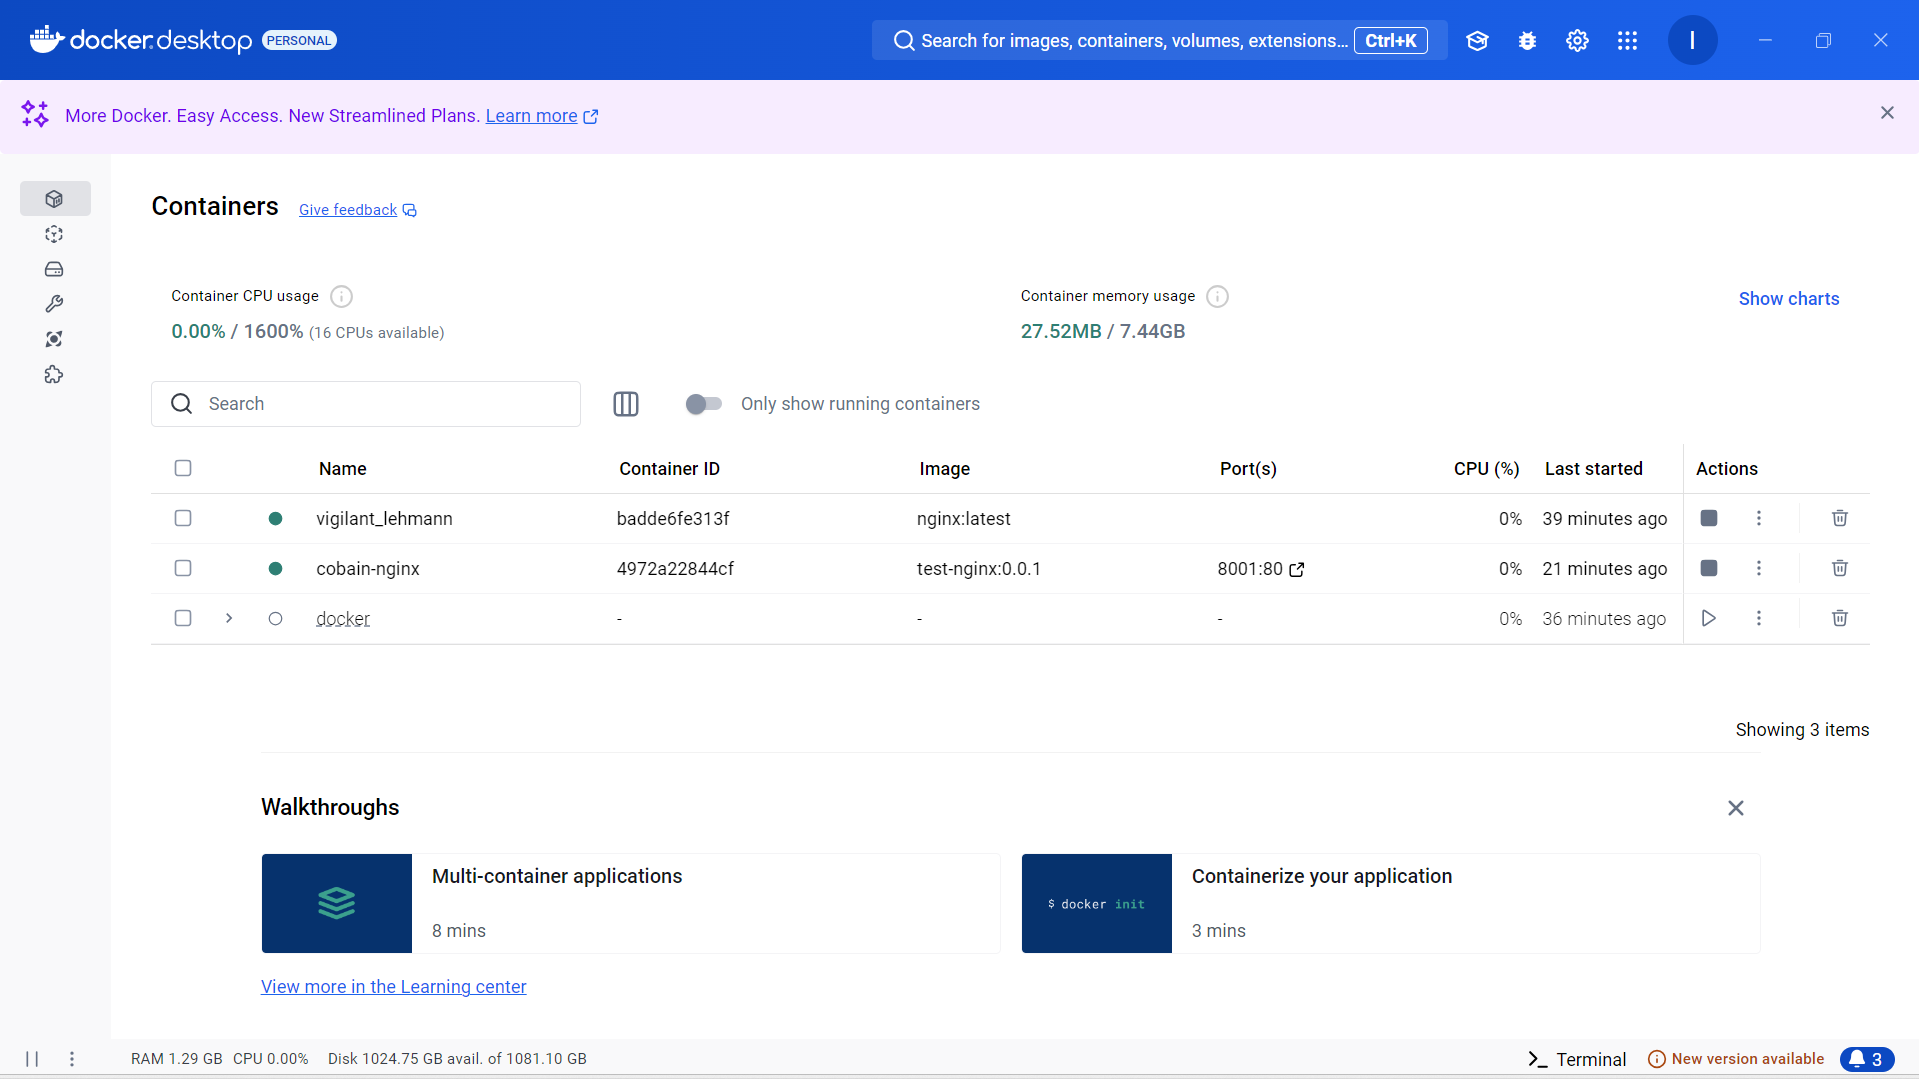 docker.desktop PERSONAL
Search for images, containers, volumes, extensions... Ctrl+K
I
More Docker. Easy Access. New Streamlined Plans. Learn more
Containers Give feedback
Container CPU usage
0.00% / 1600% (16 CPUs available)
Container memory usage
27.52MB / 7.44GB
Show charts
Search
Only show running containers
Name Container ID Image Port(s) CPU (%) Last started Actions
vigilant_lehmann badde6fe313f nginx:latest 0% 39 minutes ago
cobain-nginx 4972a22844cf test-nginx:0.0.1 8001:80 0% 21 minutes ago
docker - - - 0% 36 minutes ago
Showing 3 items
Walkthroughs
Multi-container applications
8 mins
$ docker init
Containerize your application
3 mins
View more in the Learning center
RAM 1.29 GB CPU 0.00% Disk 1024.75 GB avail. of 1081.10 GB
Terminal
New version available
3